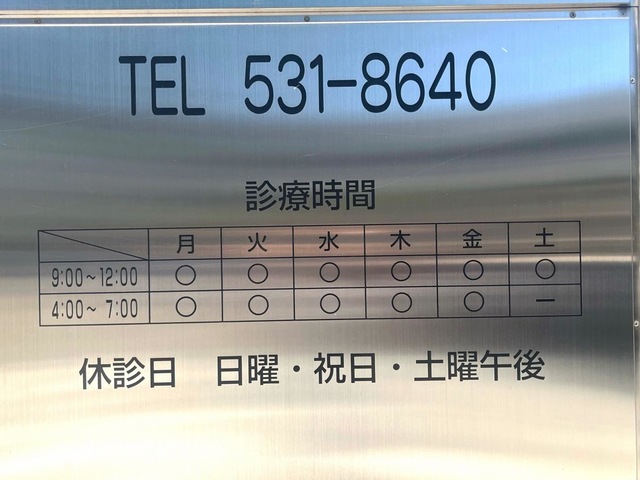 TEL 531-8640
診療時間
月 火 水 木 金 土
9:00～12:00 ○ ○ ○ ○ ○ ○
4:00～ 7:00 ○ ○ ○ ○ ○ ー
休診日 日曜・祝日・土曜午後